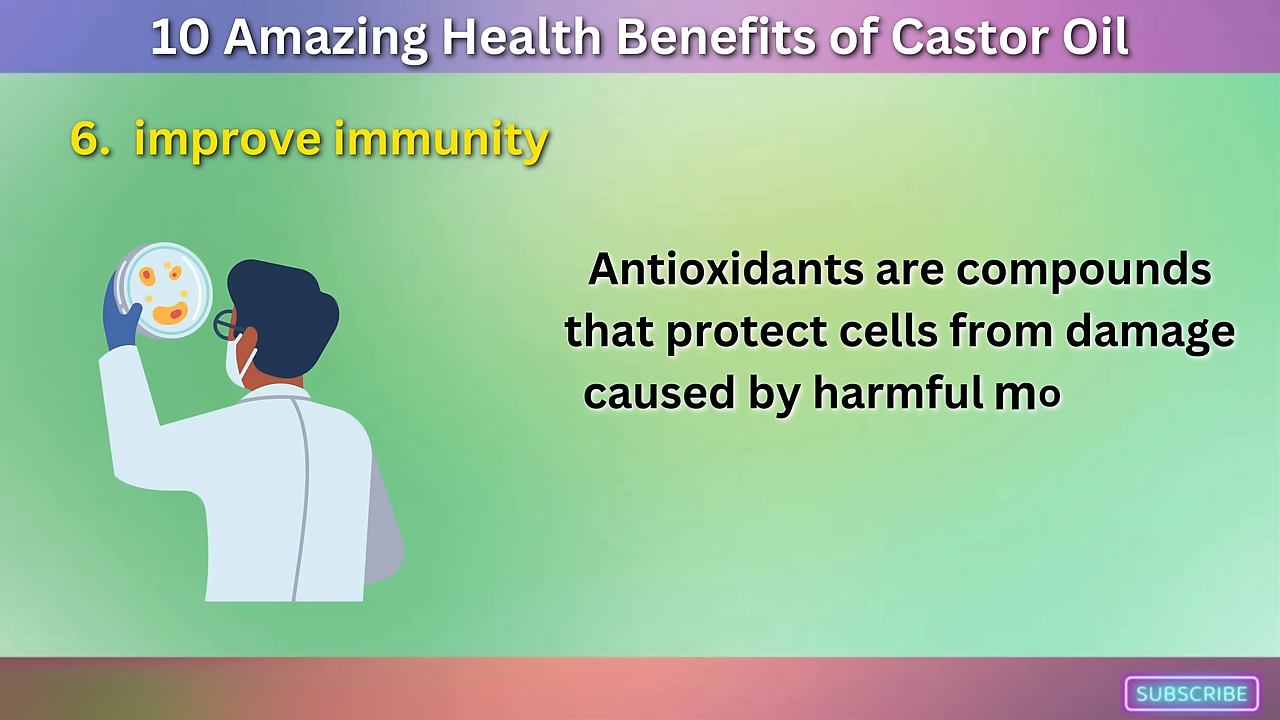 10 Amazing Health Benefits of Castor Oil
6. improve immunity
Antioxidants are compounds
that protect cells from damage
caused by harmful mo
SUBSCRIBE